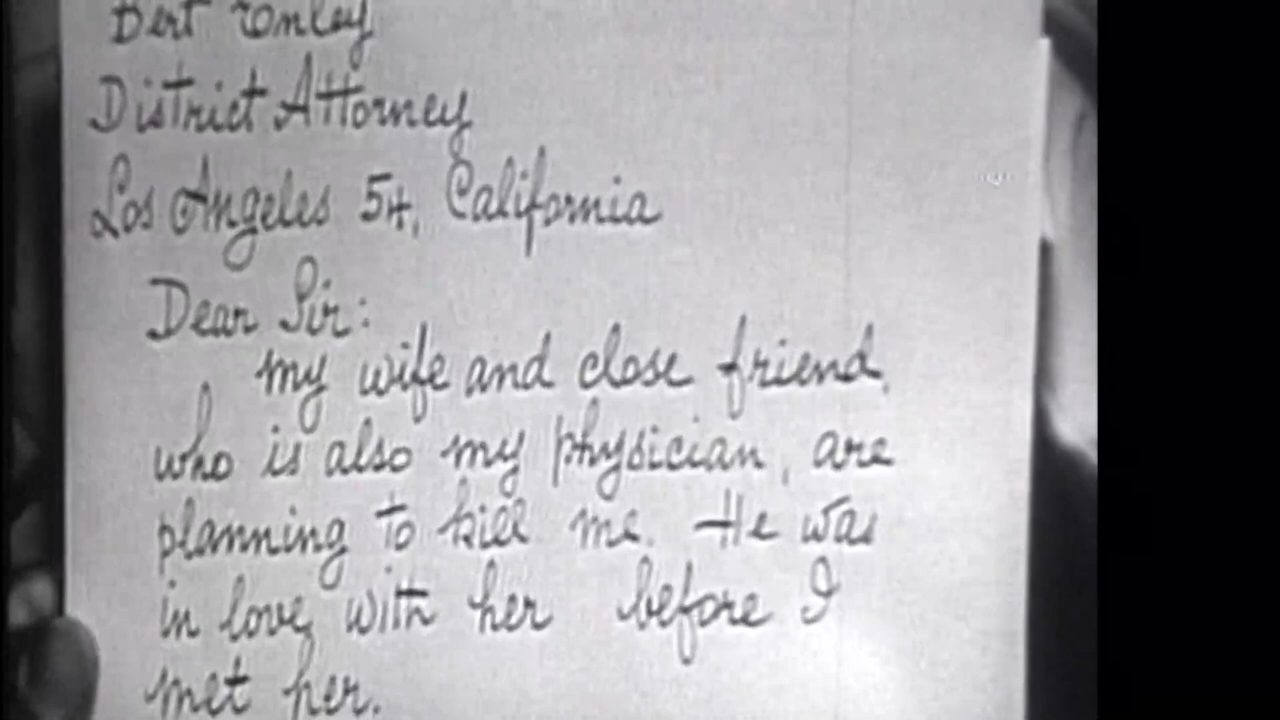 Bert Tomley
District Attorney
Los Angeles 54, California
Dear Sir:
my wife and close friend,
who is also my physician, are
planning to kill me. He was
in love with her before I
met her.